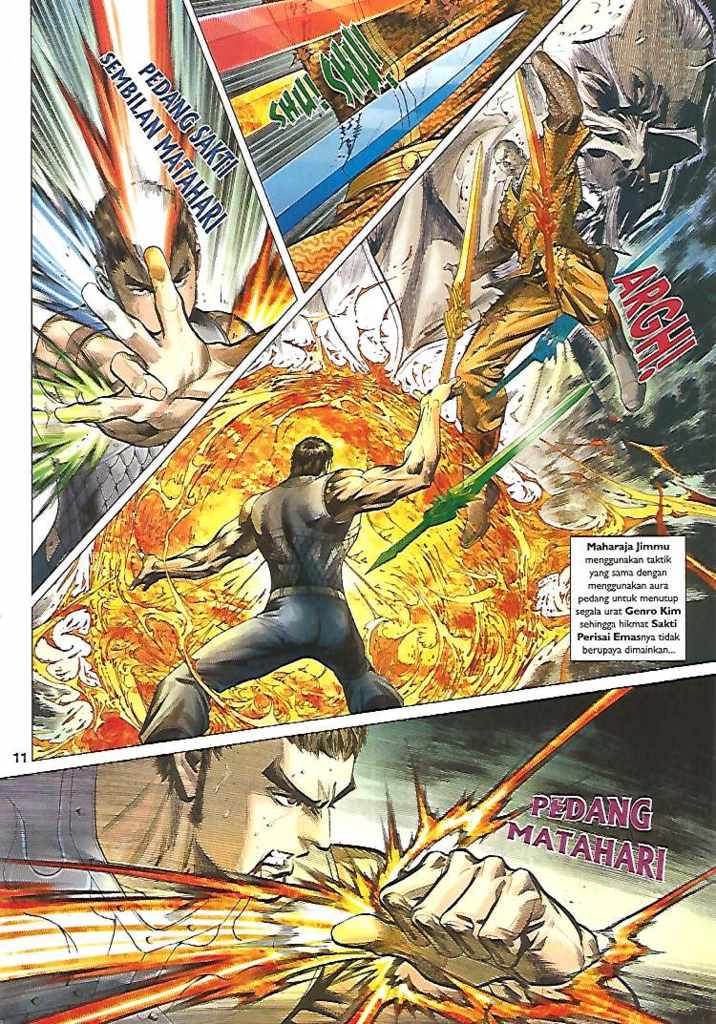 PEDANG SAKTI
SEMBILAN MATAHARI
SHU!
SHU!!
ARGH!
Maharaja Jimmu
menggunakan taktik
yang sama dengan
menggunakan aura
pedang untuk menutup
segala urat Genro Kim
sehingga hikmat Sakti
Perisai Emasnya tidak
berupaya dimainkan...
11
PEDANG
MATAHARI